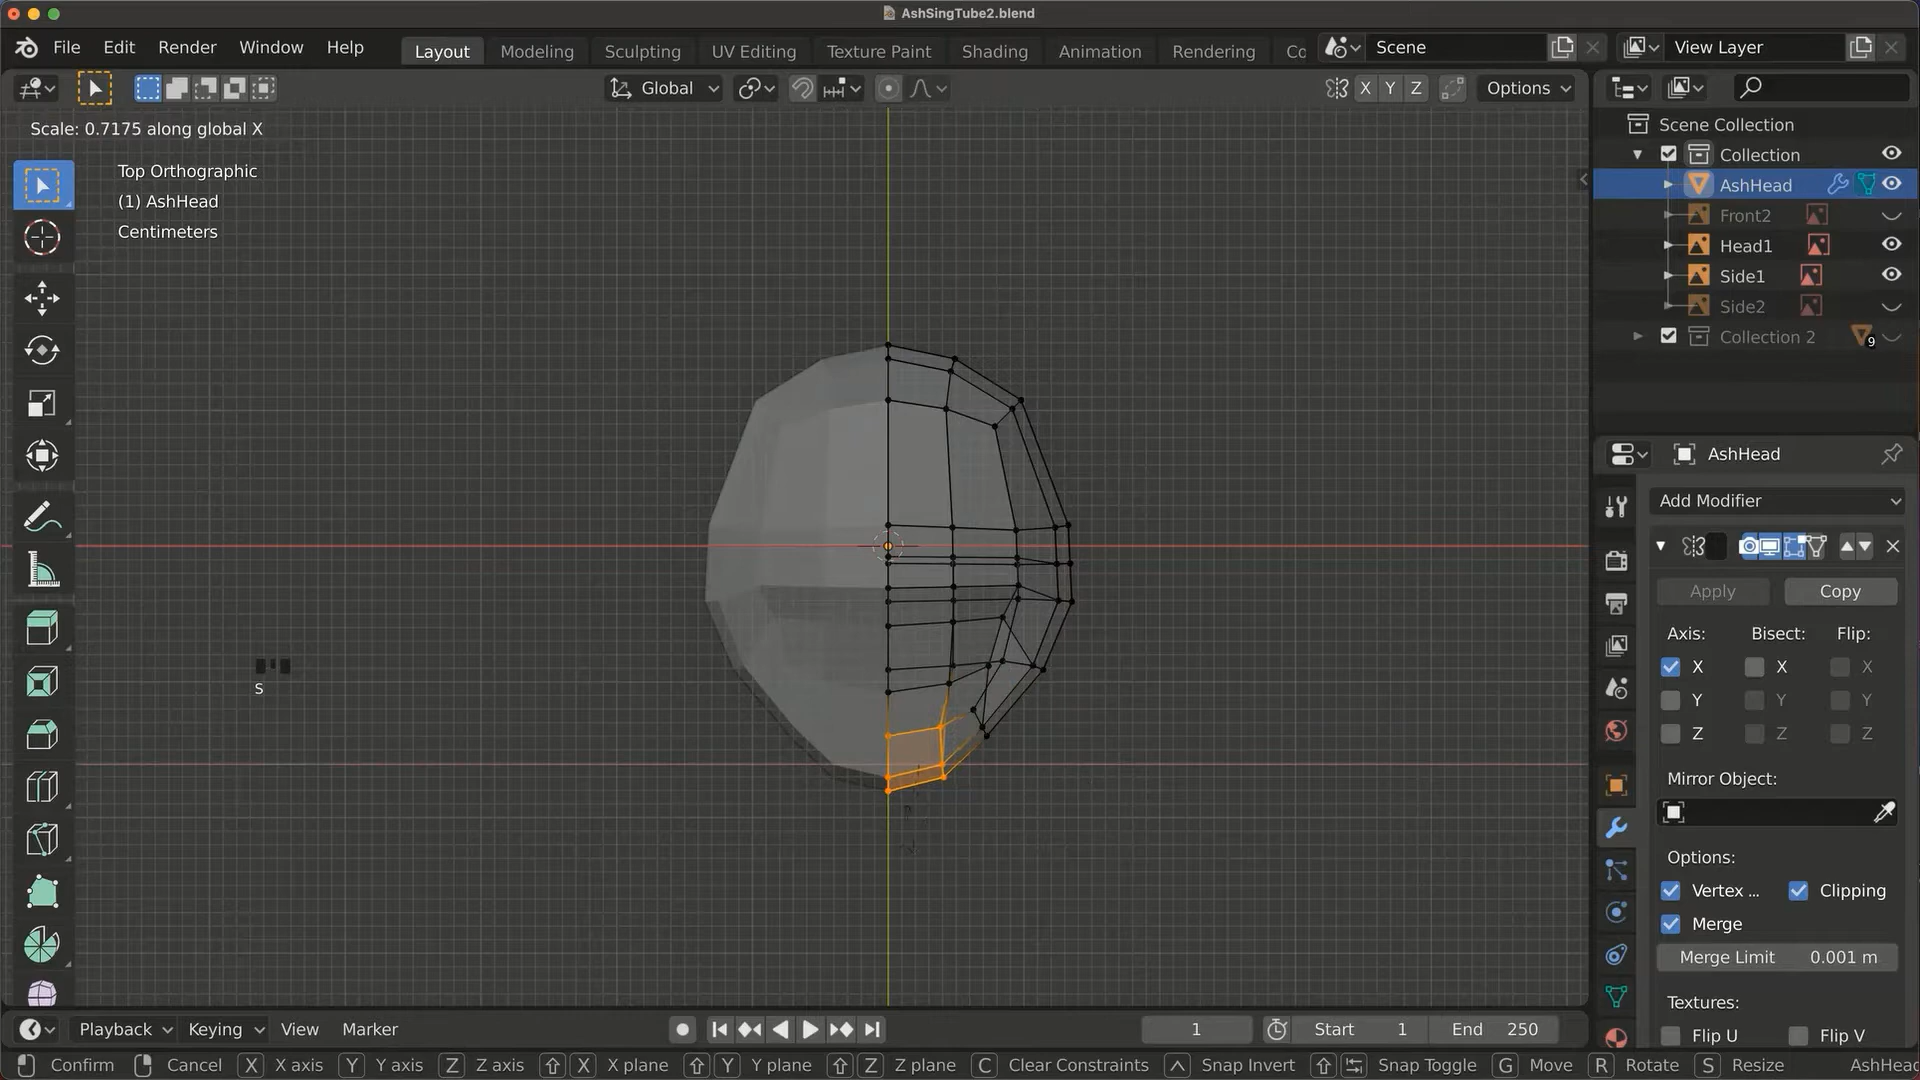 AshSingTube2.blend
File Edit Render Window Help Layout Modeling Sculpting UV Editing Texture Paint Shading Animation Rendering Co Scene View Layer
Global X Y Z Options
Scale: 0.7175 along global X
Top Orthographic
(1) AshHead
Centimeters
S
Scene Collection
Collection
AshHead
Front2
Head1
Side1
Side2
Collection 2 9
AshHead
Add Modifier
Apply Copy
Axis: Bisect: Flip:
X X X
Y Y Y
Z Z Z
Mirror Object:
Options:
Vertex ... Clipping
Merge
Merge Limit 0.001 m
Textures:
Flip U Flip V
Playback Keying View Marker 1 Start 1 End 250
Confirm Cancel X X axis Y Y axis Z Z axis X X plane Y Y plane Z Z plane C Clear Constraints Snap Invert Snap Toggle G Move R Rotate S Resize AshHead